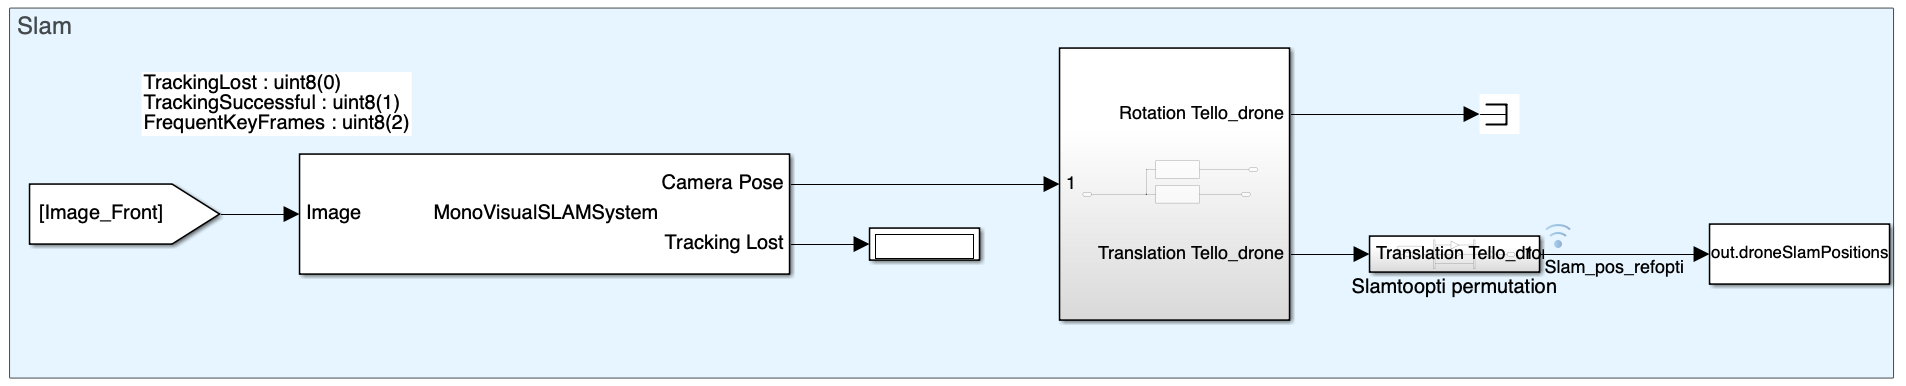 Slam
TrackingLost : uint8(0)
TrackingSuccessful : uint8(1)
FrequentKeyFrames : uint8(2)
[Image_Front]
Image
MonoVisualSLAMSystem
Camera Pose
Tracking Lost
1
Rotation Tello_drone
Translation Tello_drone
Translation
Slamtoopti permutation
Slam_pos_refopti
out.droneSlamPositions